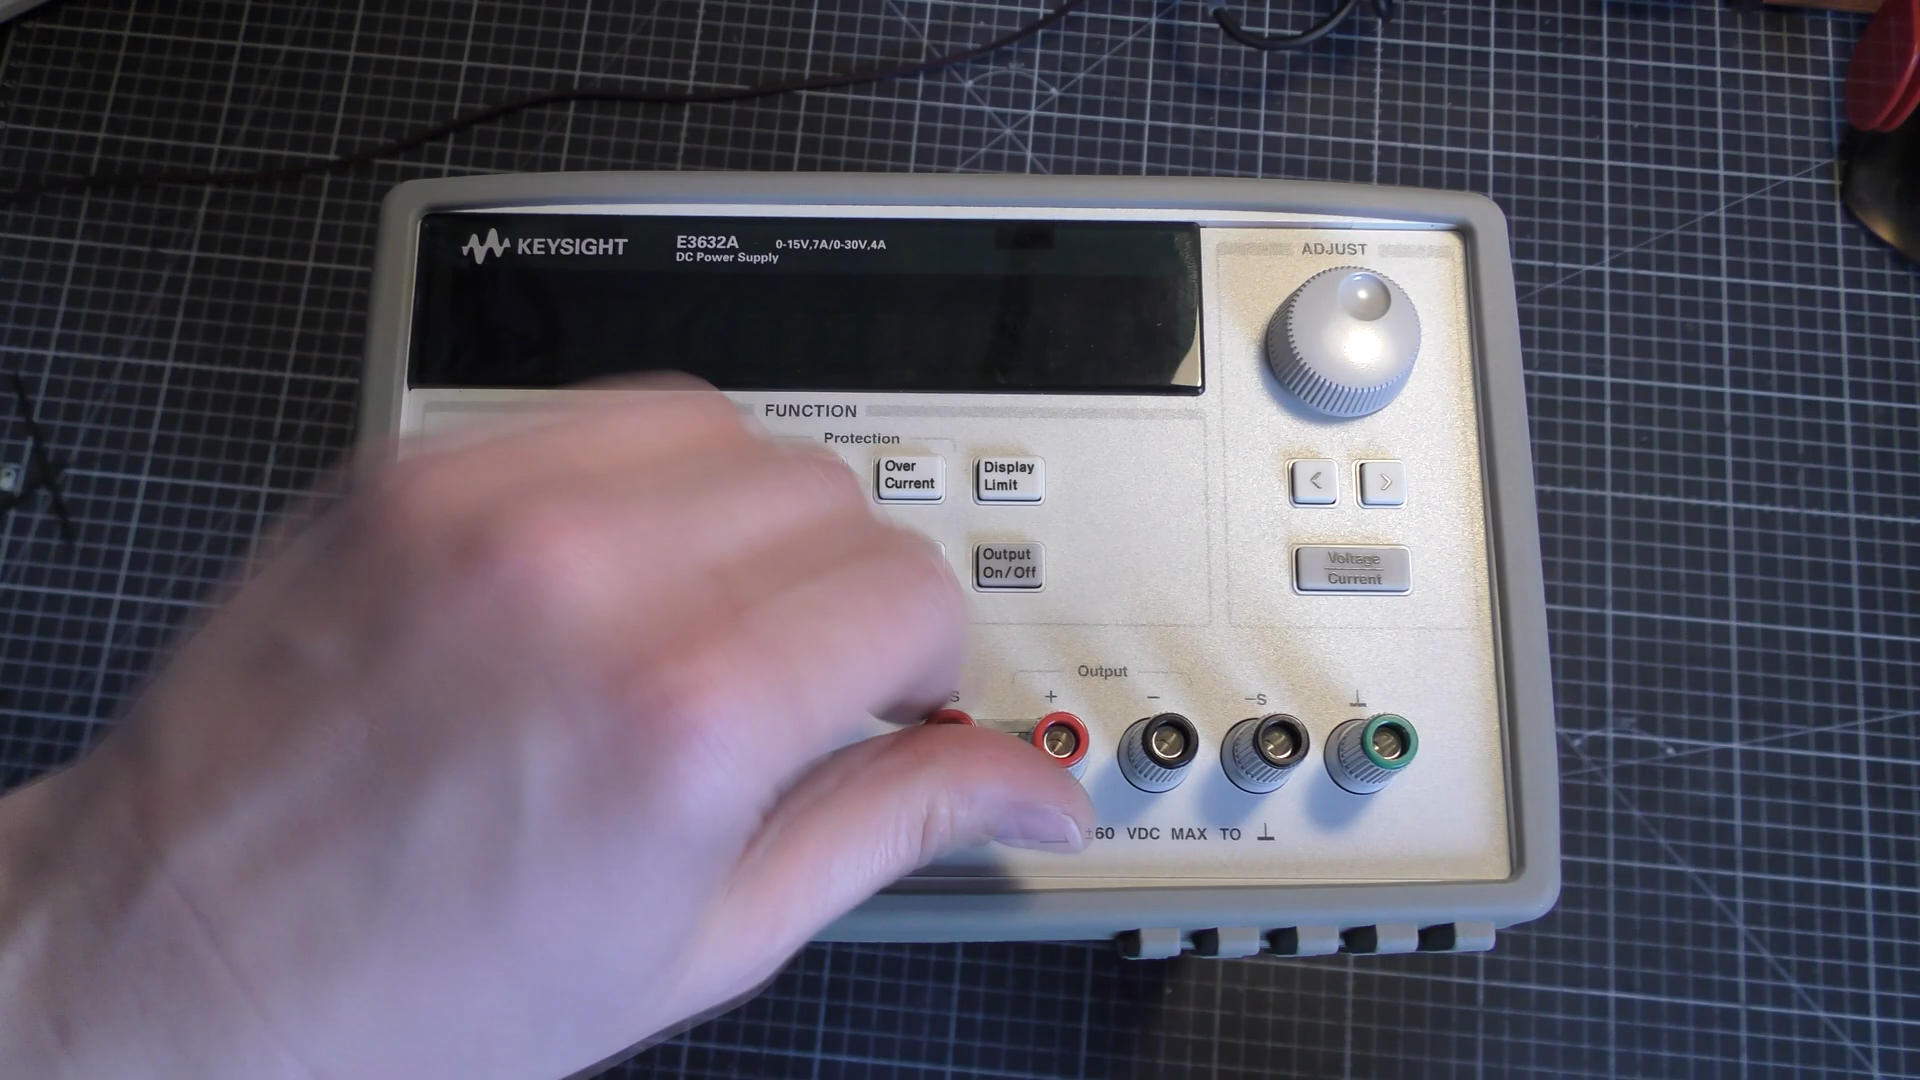 KEYSIGHT
E3632A 0-15V,7A/0-30V,4A
DC Power Supply
ADJUST
FUNCTION
Protection
Over
Current
Display
Limit
< >
Output
On/Off
Voltage
Current
Output
S + − −S
±60 VDC MAX TO